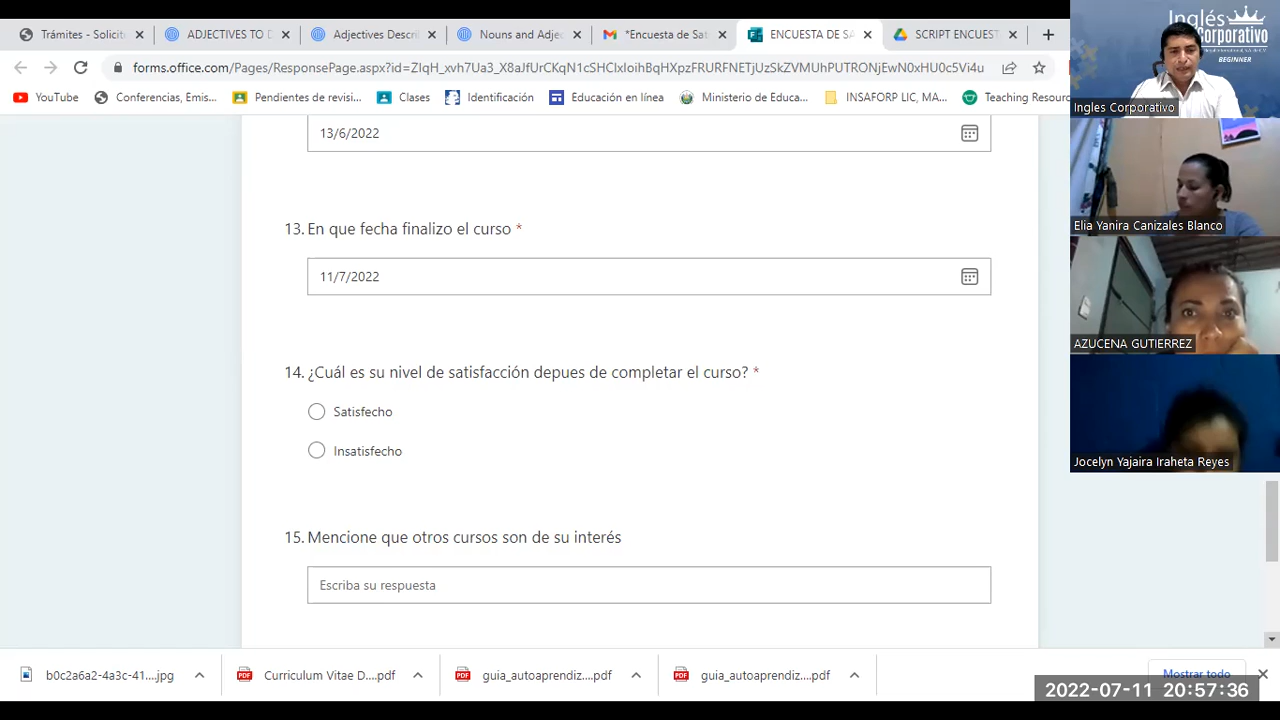 Trámites - Solicit
ADJECTIVES TO D
Adjectives Descri
Nouns and Adjec
*Encuesta de Sat
ENCUESTA DE SA
SCRIPT ENCUEST
forms.office.com/Pages/ResponsePage.aspx?id=
YouTube
Conferencias, Emis...
Pendientes de revisi...
Clases
Identificación
Educación en línea
Ministerio de Educa...
INSAFORP LIC, MA...
Teaching Resourc
Inglés
Corporativo
BEGINNER
Ingles Corporativo
Elia Yanira Canizales Blanco
AZUCENA GUTIERREZ
Jocelyn Yajaira Iraheta Reyes
13/6/2022
13. En que fecha finalizo el curso *
11/7/2022
14. ¿Cuál es su nivel de satisfacción depues de completar el curso? *
Satisfecho
Insatisfecho
15. Mencione que otros cursos son de su interés
Escriba su respuesta
b0c2a6a2-4a3c-41....jpg
Curriculum Vitae D....pdf
guia_autoaprendiz....pdf
guia_autoaprendiz....pdf
Mostrar todo
2022-07-11 20:57:36